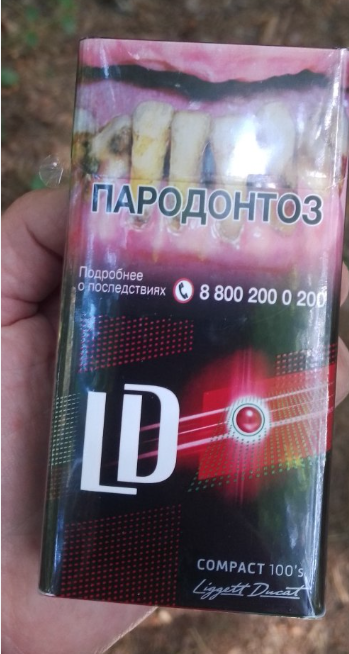 ПАРОДОНТОЗ
Подробнее
о последствиях
8 800 200 0 200
LD
COMPACT 100's
Liggett Ducat